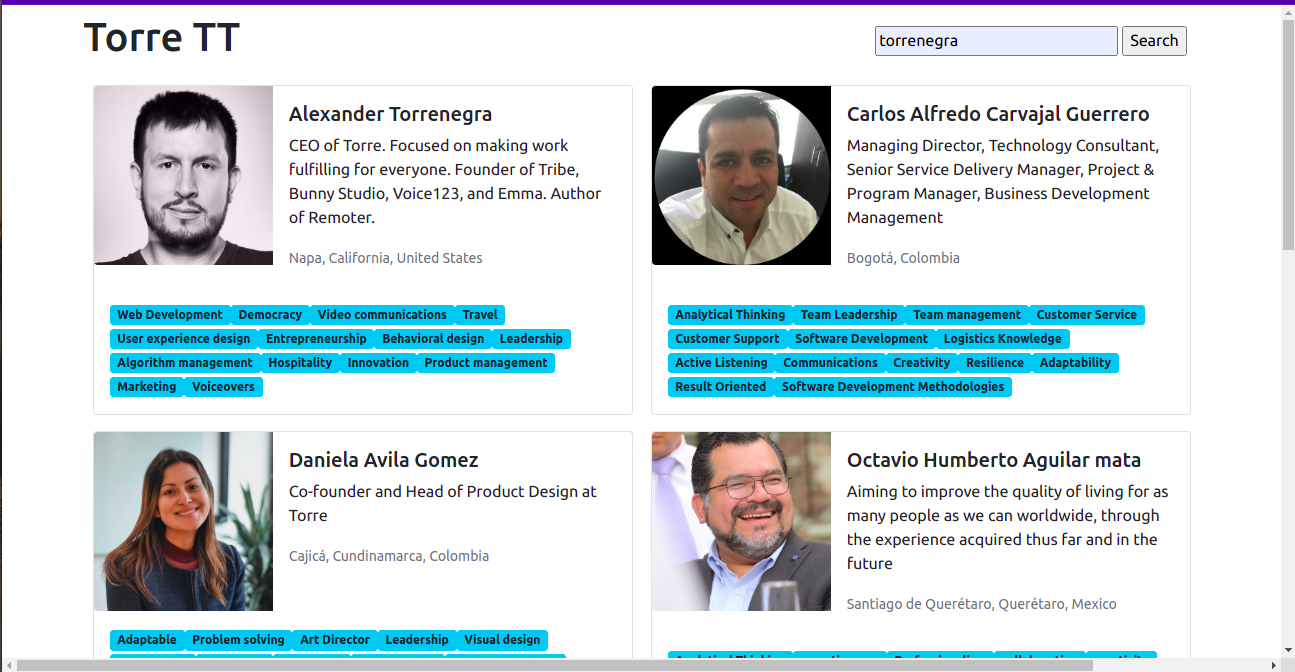 Torre TT
torrenegra
Search
Alexander Torrenegra
CEO of Torre. Focused on making work
fulfilling for everyone. Founder of Tribe,
Bunny Studio, Voice123, and Emma. Author
of Remoter.
Napa, California, United States
Web Development Democracy Video communications Travel
User experience design Entrepreneurship Behavioral design Leadership
Algorithm management Hospitality Innovation Product management
Marketing Voiceovers
Carlos Alfredo Carvajal Guerrero
Managing Director, Technology Consultant,
Senior Service Delivery Manager, Project &
Program Manager, Business Development
Management
Bogotá, Colombia
Analytical Thinking Team Leadership Team management Customer Service
Customer Support Software Development Logistics Knowledge
Active Listening Communications Creativity Resilience Adaptability
Result Oriented Software Development Methodologies
Daniela Avila Gomez
Co-founder and Head of Product Design at
Torre
Cajicá, Cundinamarca, Colombia
Adaptable Problem solving Art Director Leadership Visual design
Octavio Humberto Aguilar mata
Aiming to improve the quality of living for as
many people as we can worldwide, through
the experience acquired thus far and in the
future
Santiago de Querétaro, Querétaro, Mexico